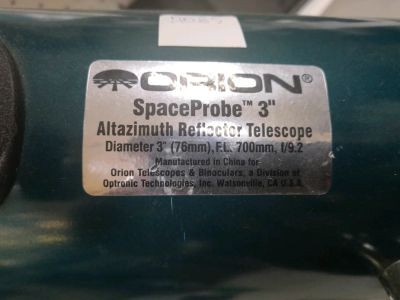 ORION®
SpaceProbe™ 3"
Altazimuth Reflector Telescope
Diameter 3" (76mm), F.L. 700mm, f/9.2
Manufactured in China for:
Orion Telescopes & Binoculars, a Division of
Optronic Technologies, Inc. Watsonville, CA U.S.A.